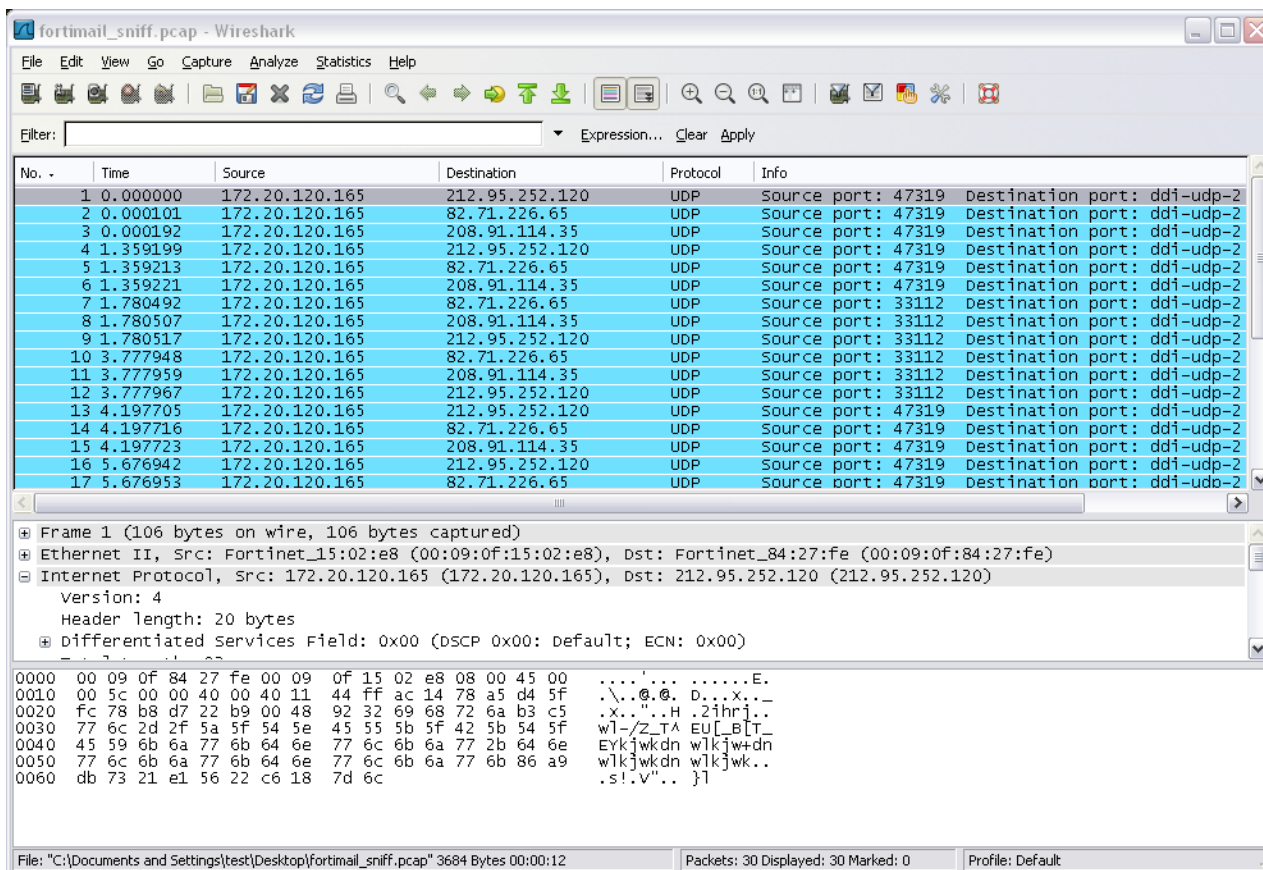 fortimail_sniff.pcap - Wireshark
File Edit View Go Capture Analyze Statistics Help
Filter: Expression... Clear Apply
No. - Time Source Destination Protocol Info
1 0.000000 172.20.120.165 212.95.252.120 UDP Source port: 47319 Destination port: ddi-udp-2
2 0.000101 172.20.120.165 82.71.226.65 UDP Source port: 47319 Destination port: ddi-udp-2
3 0.000192 172.20.120.165 208.91.114.35 UDP Source port: 47319 Destination port: ddi-udp-2
4 1.359199 172.20.120.165 212.95.252.120 UDP Source port: 47319 Destination port: ddi-udp-2
5 1.359213 172.20.120.165 82.71.226.65 UDP Source port: 47319 Destination port: ddi-udp-2
6 1.359221 172.20.120.165 208.91.114.35 UDP Source port: 47319 Destination port: ddi-udp-2
7 1.780492 172.20.120.165 82.71.226.65 UDP Source port: 33112 Destination port: ddi-udp-2
8 1.780507 172.20.120.165 208.91.114.35 UDP Source port: 33112 Destination port: ddi-udp-2
9 1.780517 172.20.120.165 212.95.252.120 UDP Source port: 33112 Destination port: ddi-udp-2
10 3.777948 172.20.120.165 82.71.226.65 UDP Source port: 33112 Destination port: ddi-udp-2
11 3.777959 172.20.120.165 208.91.114.35 UDP Source port: 33112 Destination port: ddi-udp-2
12 3.777967 172.20.120.165 212.95.252.120 UDP Source port: 33112 Destination port: ddi-udp-2
13 4.197705 172.20.120.165 212.95.252.120 UDP Source port: 47319 Destination port: ddi-udp-2
14 4.197716 172.20.120.165 82.71.226.65 UDP Source port: 47319 Destination port: ddi-udp-2
15 4.197723 172.20.120.165 208.91.114.35 UDP Source port: 47319 Destination port: ddi-udp-2
16 5.676942 172.20.120.165 212.95.252.120 UDP Source port: 47319 Destination port: ddi-udp-2
17 5.676953 172.20.120.165 82.71.226.65 UDP Source port: 47319 Destination port: ddi-udp-2
Frame 1 (106 bytes on wire, 106 bytes captured)
Ethernet II, Src: Fortinet_15:02:e8 (00:09:0f:15:02:e8), Dst: Fortinet_84:27:fe (00:09:0f:84:27:fe)
Internet Protocol, Src: 172.20.120.165 (172.20.120.165), Dst: 212.95.252.120 (212.95.252.120)
Version: 4
Header length: 20 bytes
Differentiated Services Field: 0x00 (DSCP 0x00: Default; ECN: 0x00)
0000 00 09 0f 84 27 fe 00 09 0f 15 02 e8 08 00 45 00 ....'... ......E.
0010 00 5c 00 00 40 00 40 11 44 ff ac 14 78 a5 d4 5f .\..@.@. D...x.._
0020 fc 78 b8 d7 22 b9 00 48 92 32 69 68 72 6a b3 c5 .x.."..H .2ihrj..
0030 77 6c 2d 2f 5a 5f 54 5e 45 55 5b 5f 42 5b 54 5f wl-/Z_T^ EU[_B[T_
0040 45 59 6b 6a 77 6b 64 6e 77 6c 6b 6a 77 2b 64 6e EYkjwkdn wlkjw+dn
0050 77 6c 6b 6a 77 6b 64 6e 77 6c 6b 6a 77 6b 86 a9 wlkjwkdn wlkjwk..
0060 db 73 21 e1 56 22 c6 18 7d 6c .s!.V".. }l
File: "C:\Documents and Settings\test\Desktop\fortimail_sniff.pcap" 3684 Bytes 00:00:12 Packets: 30 Displayed: 30 Marked: 0 Profile: Default